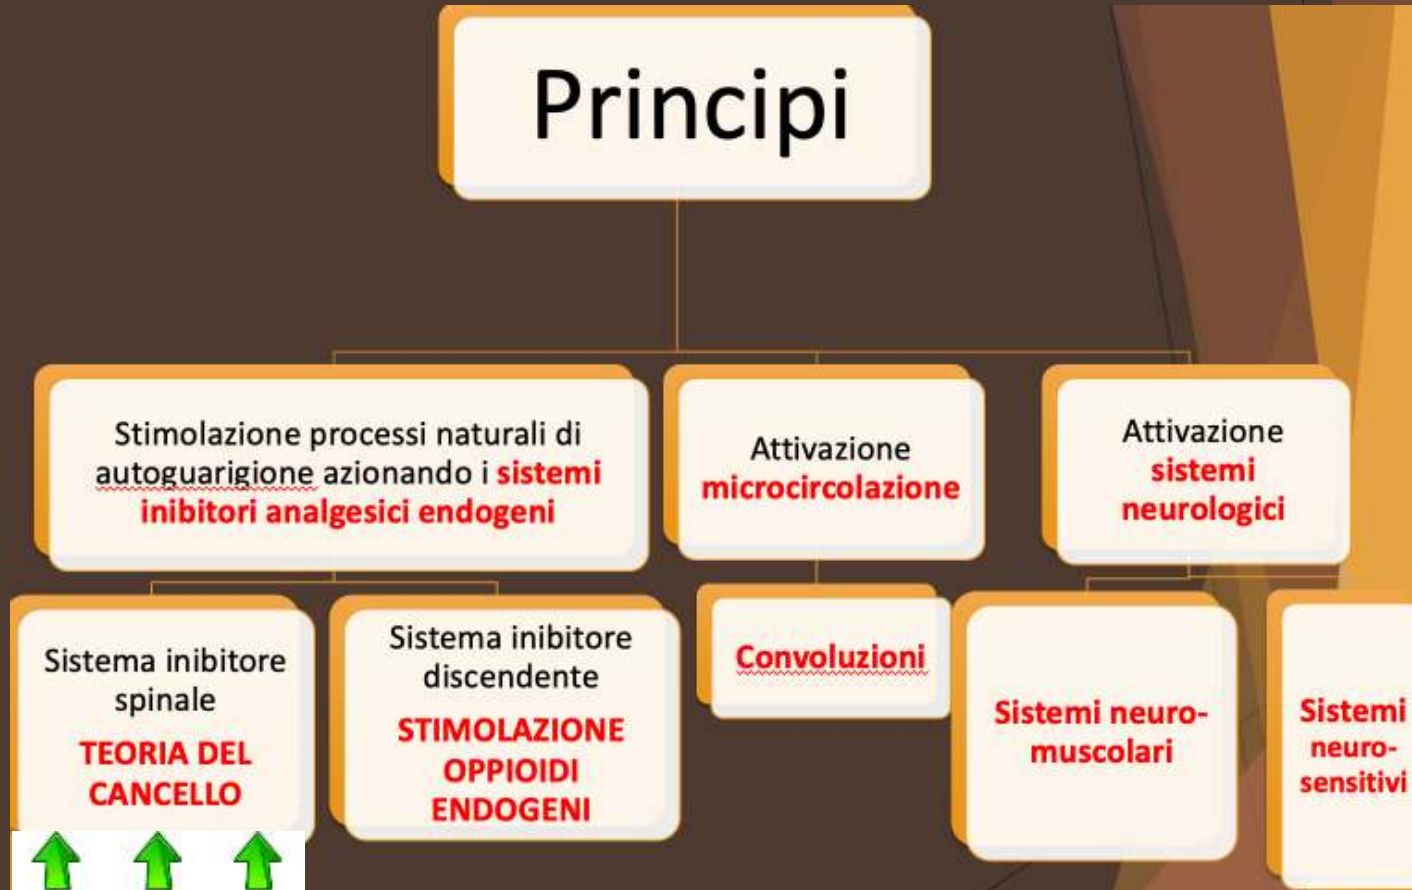 Principi
Stimolazione processi naturali di
autoguarigione azionando i sistemi
inibitori analgesici endogeni
Attivazione
microcircolazione
Attivazione
sistemi
neurologici
Sistema inibitore
spinale
TEORIA DEL
CANCELLO
Sistema inibitore
discendente
STIMOLAZIONE
OPPIOIDI
ENDOGENI
Convoluzioni
Sistemi neuro-
muscolari
Sistemi
neuro-
sensitivi